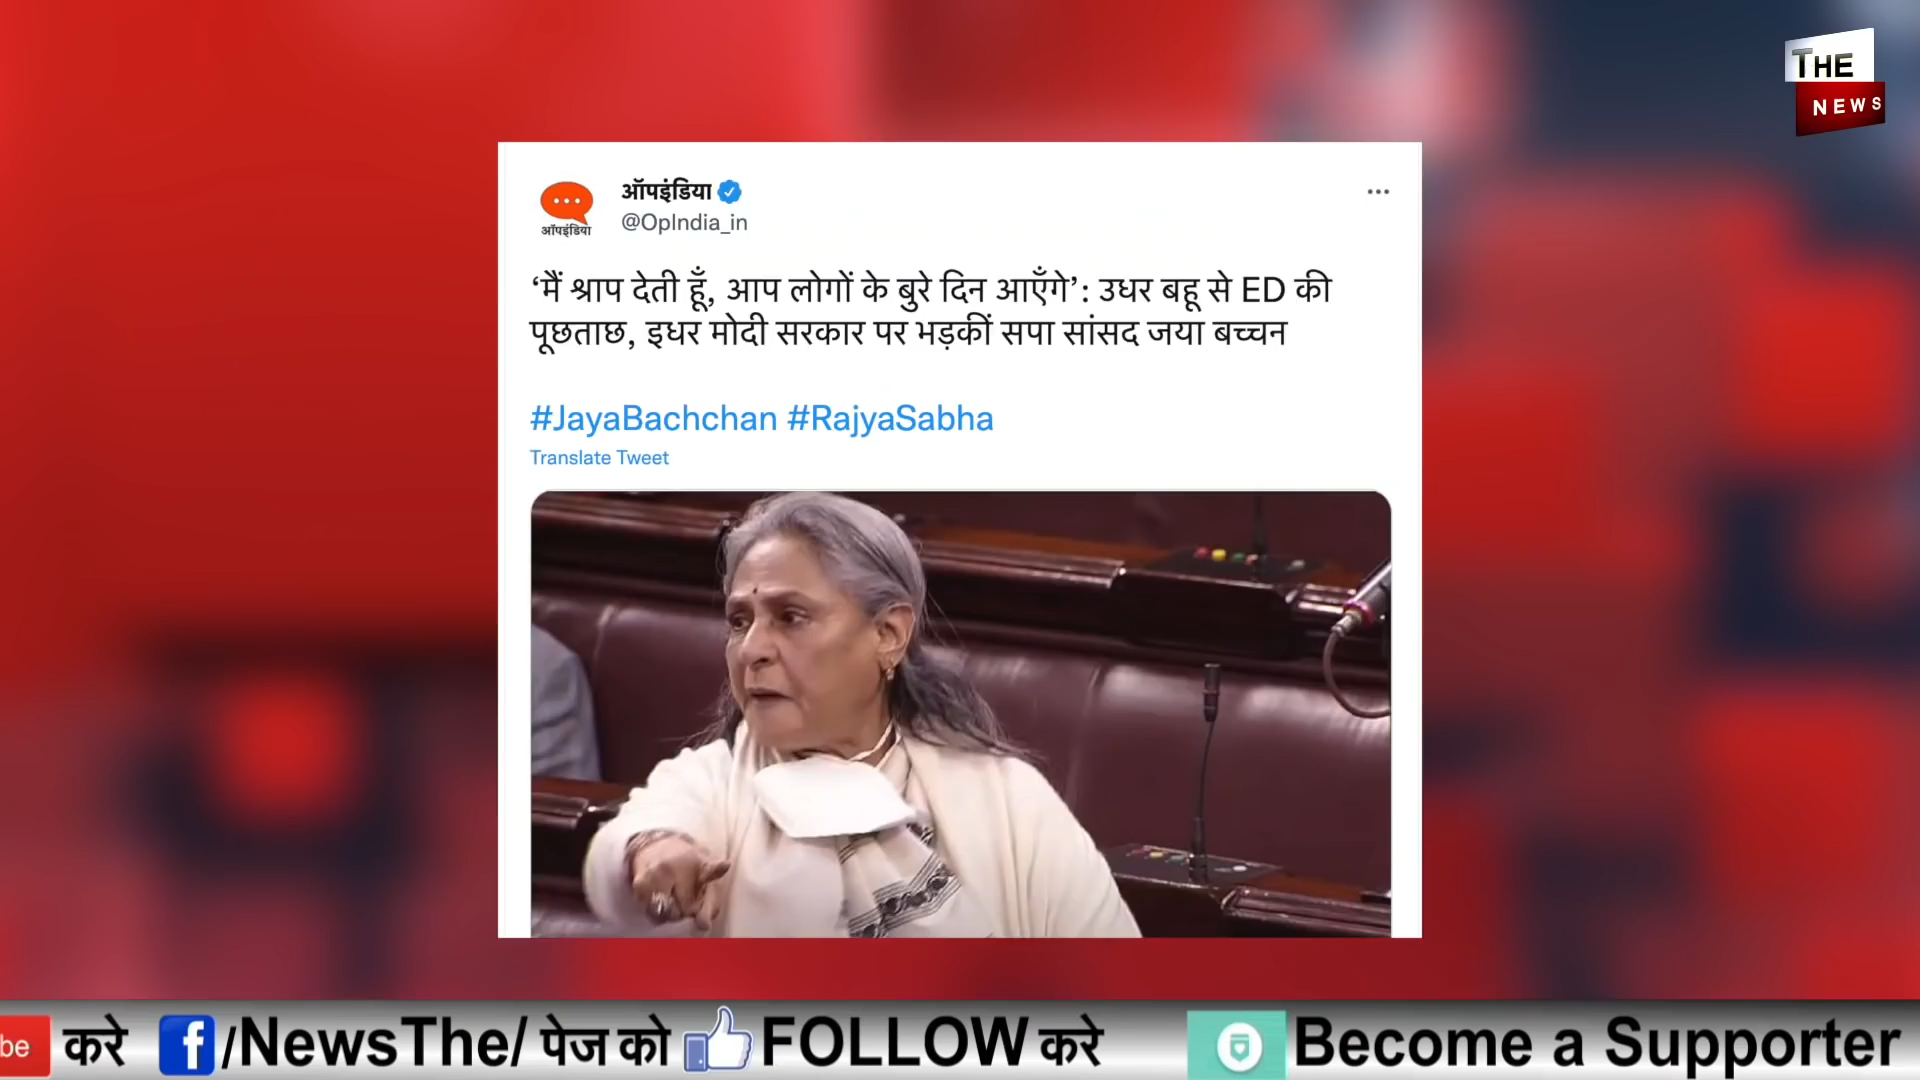 THE
NEWS
ऑपइंडिया
@OpIndia_in
ऑपइंडिया
‘मैं श्राप देती हूँ, आप लोगों के बुरे दिन आएँगे’: उधर बहू से ED की
पूछताछ, इधर मोदी सरकार पर भड़कीं सपा सांसद जया बच्चन
#JayaBachchan #RajyaSabha
Translate Tweet
be करे f/NewsThe/ पेज को FOLLOW करे Become a Supporter